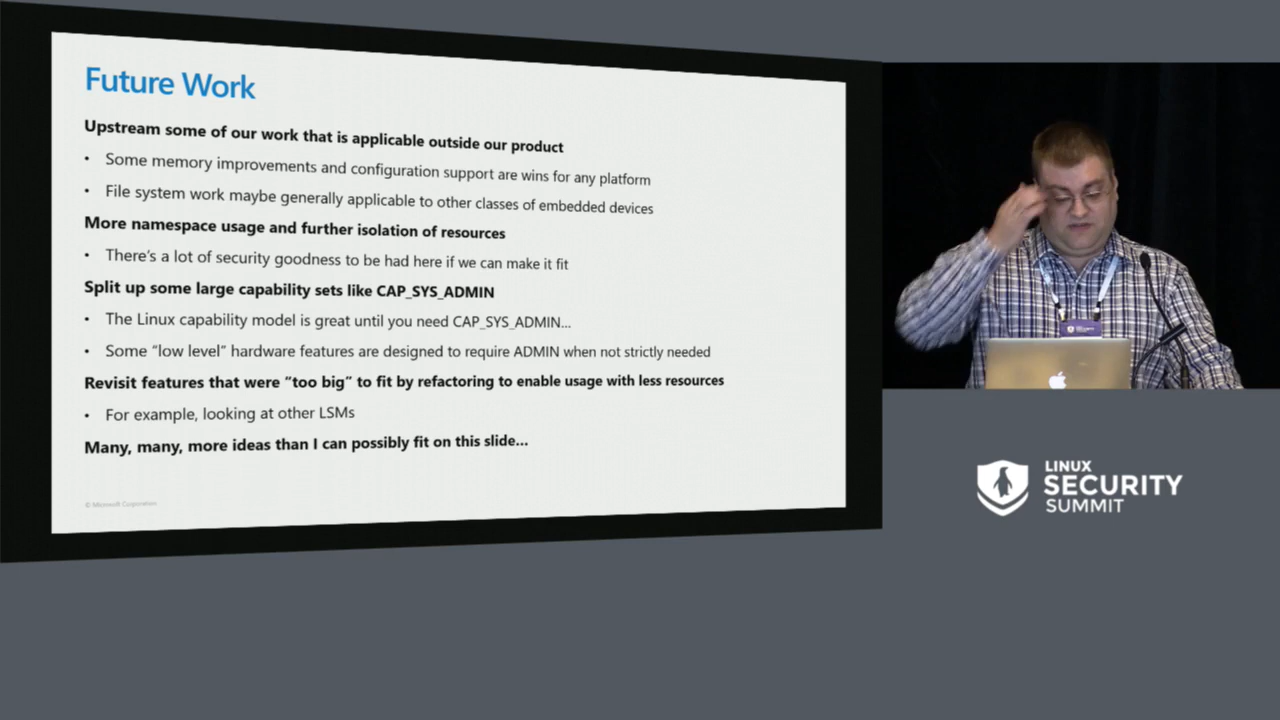 Future Work
Upstream some of our work that is applicable outside our product
• Some memory improvements and configuration support are wins for any platform
• File system work maybe generally applicable to other classes of embedded devices
More namespace usage and further isolation of resources
• There's a lot of security goodness to be had here if we can make it fit
Split up some large capability sets like CAP_SYS_ADMIN
• The Linux capability model is great until you need CAP_SYS_ADMIN...
• Some “low level” hardware features are designed to require ADMIN when not strictly needed
Revisit features that were “too big” to fit by refactoring to enable usage with less resources
• For example, looking at other LSMs
Many, many, more ideas than I can possibly fit on this slide...
© Microsoft Corporation
LINUX
SECURITY
SUMMIT